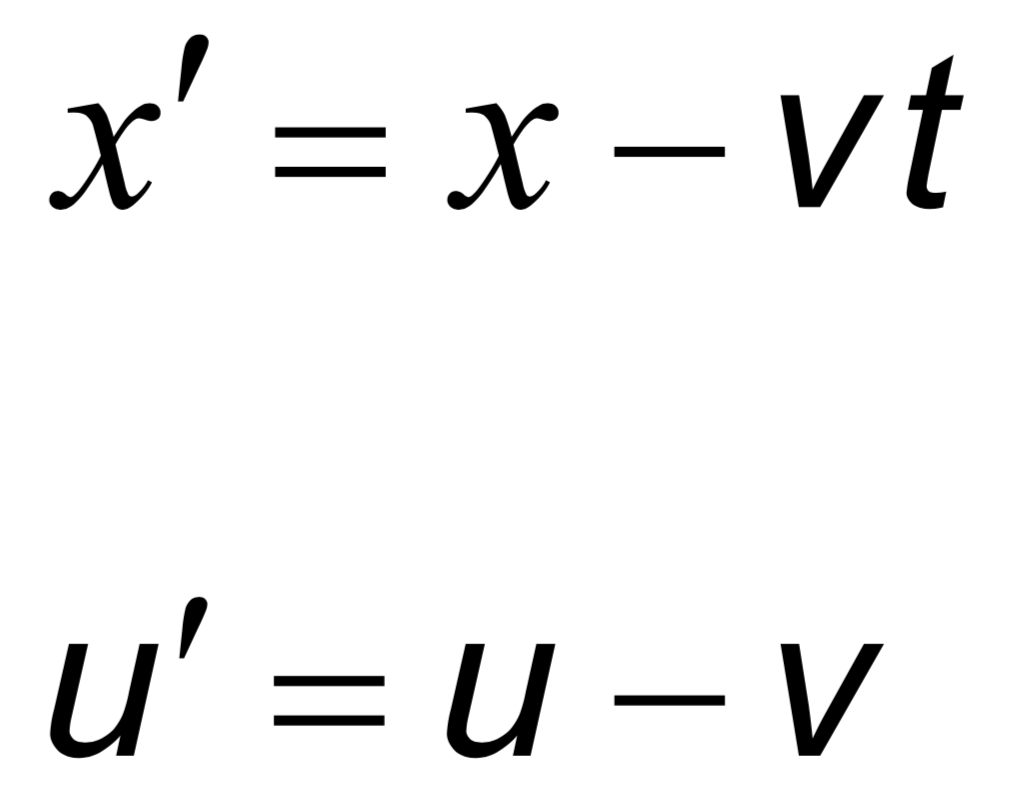 x′ = x − vt
u′ = u − v